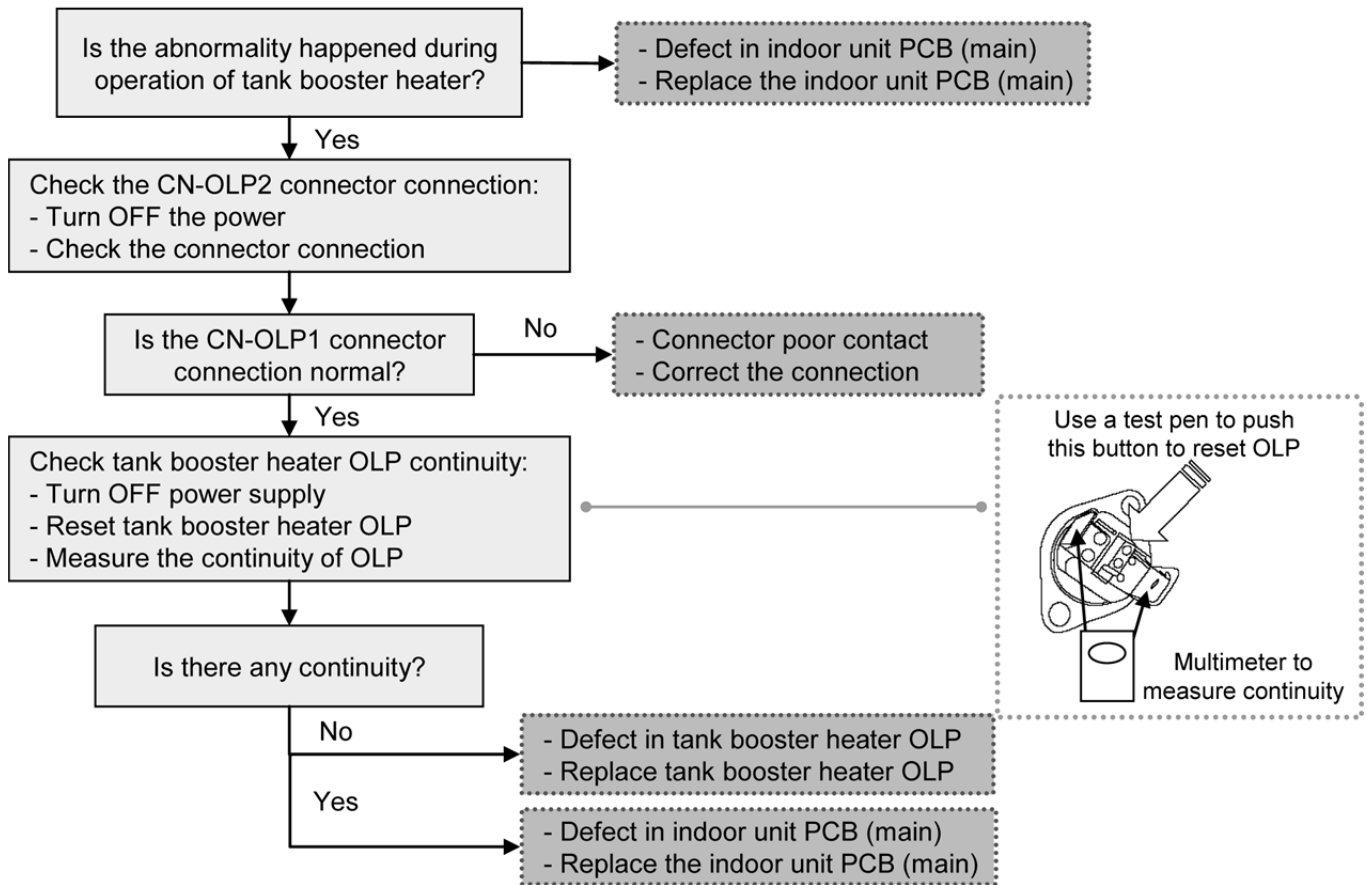 Is the abnormality happened during
operation of tank booster heater?
- Defect in indoor unit PCB (main)
- Replace the indoor unit PCB (main)
Yes
Check the CN-OLP2 connector connection:
- Turn OFF the power
- Check the connector connection
Is the CN-OLP1 connector
connection normal?
No
- Connector poor contact
- Correct the connection
Yes
Check tank booster heater OLP continuity:
- Turn OFF power supply
- Reset tank booster heater OLP
- Measure the continuity of OLP
Use a test pen to push
this button to reset OLP
Multimeter to
measure continuity
Is there any continuity?
No
- Defect in tank booster heater OLP
- Replace tank booster heater OLP
Yes
- Defect in indoor unit PCB (main)
- Replace the indoor unit PCB (main)